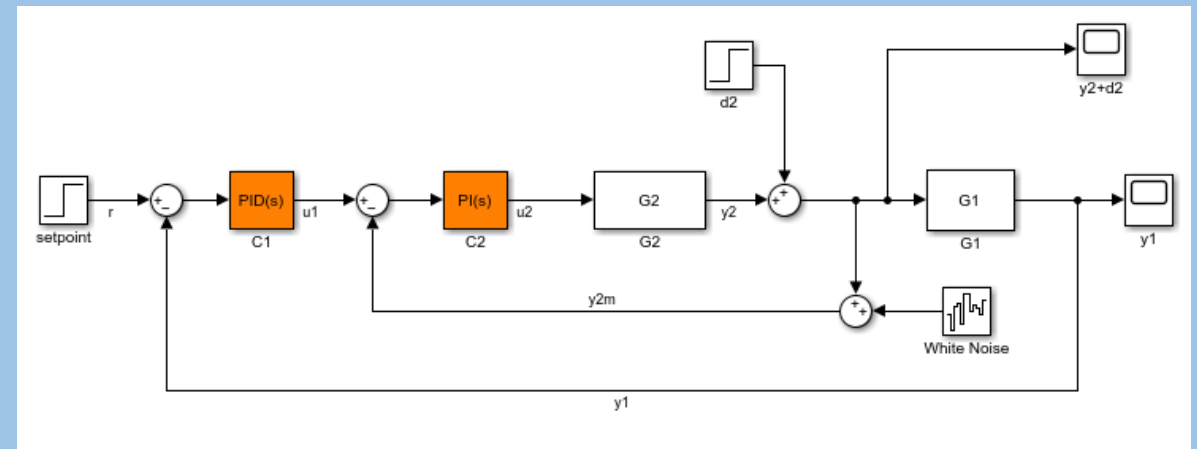 d2
y2+d2
setpoint
r
PID(s)
C1
u1
PI(s)
C2
u2
G2
G2
y2
G1
G1
y1
y2m
White Noise
y1